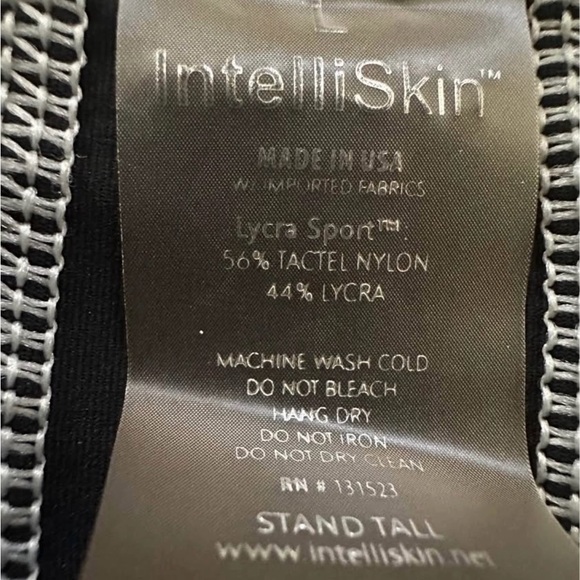 L
IntelliSkin™
MADE IN USA
W/ IMPORTED FABRICS
Lycra Sport™
56% TACTEL NYLON
44% LYCRA
MACHINE WASH COLD
DO NOT BLEACH
HANG DRY
DO NOT IRON
DO NOT DRY CLEAN
RN # 131523
STAND TALL
www.intelliskin.net